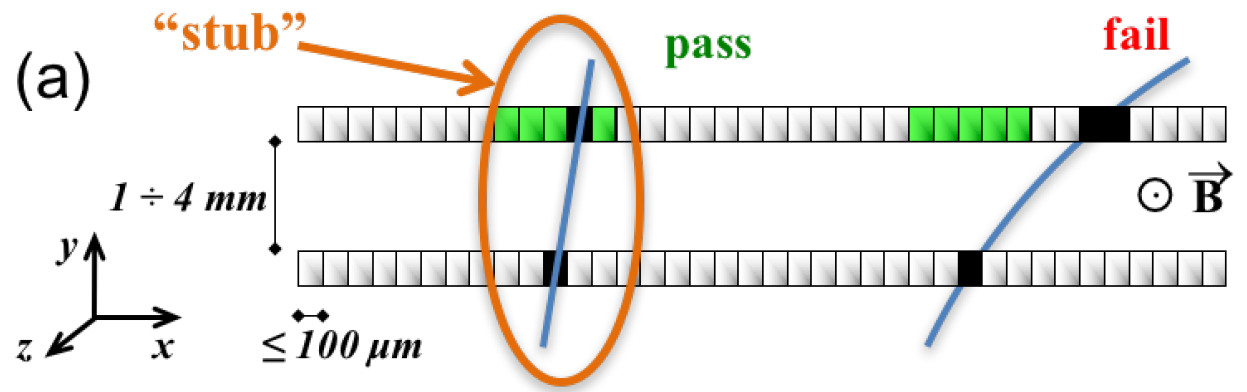 “stub”
pass
fail
(a)
1 ÷ 4 mm
B
y
z
x
≤ 100 μm